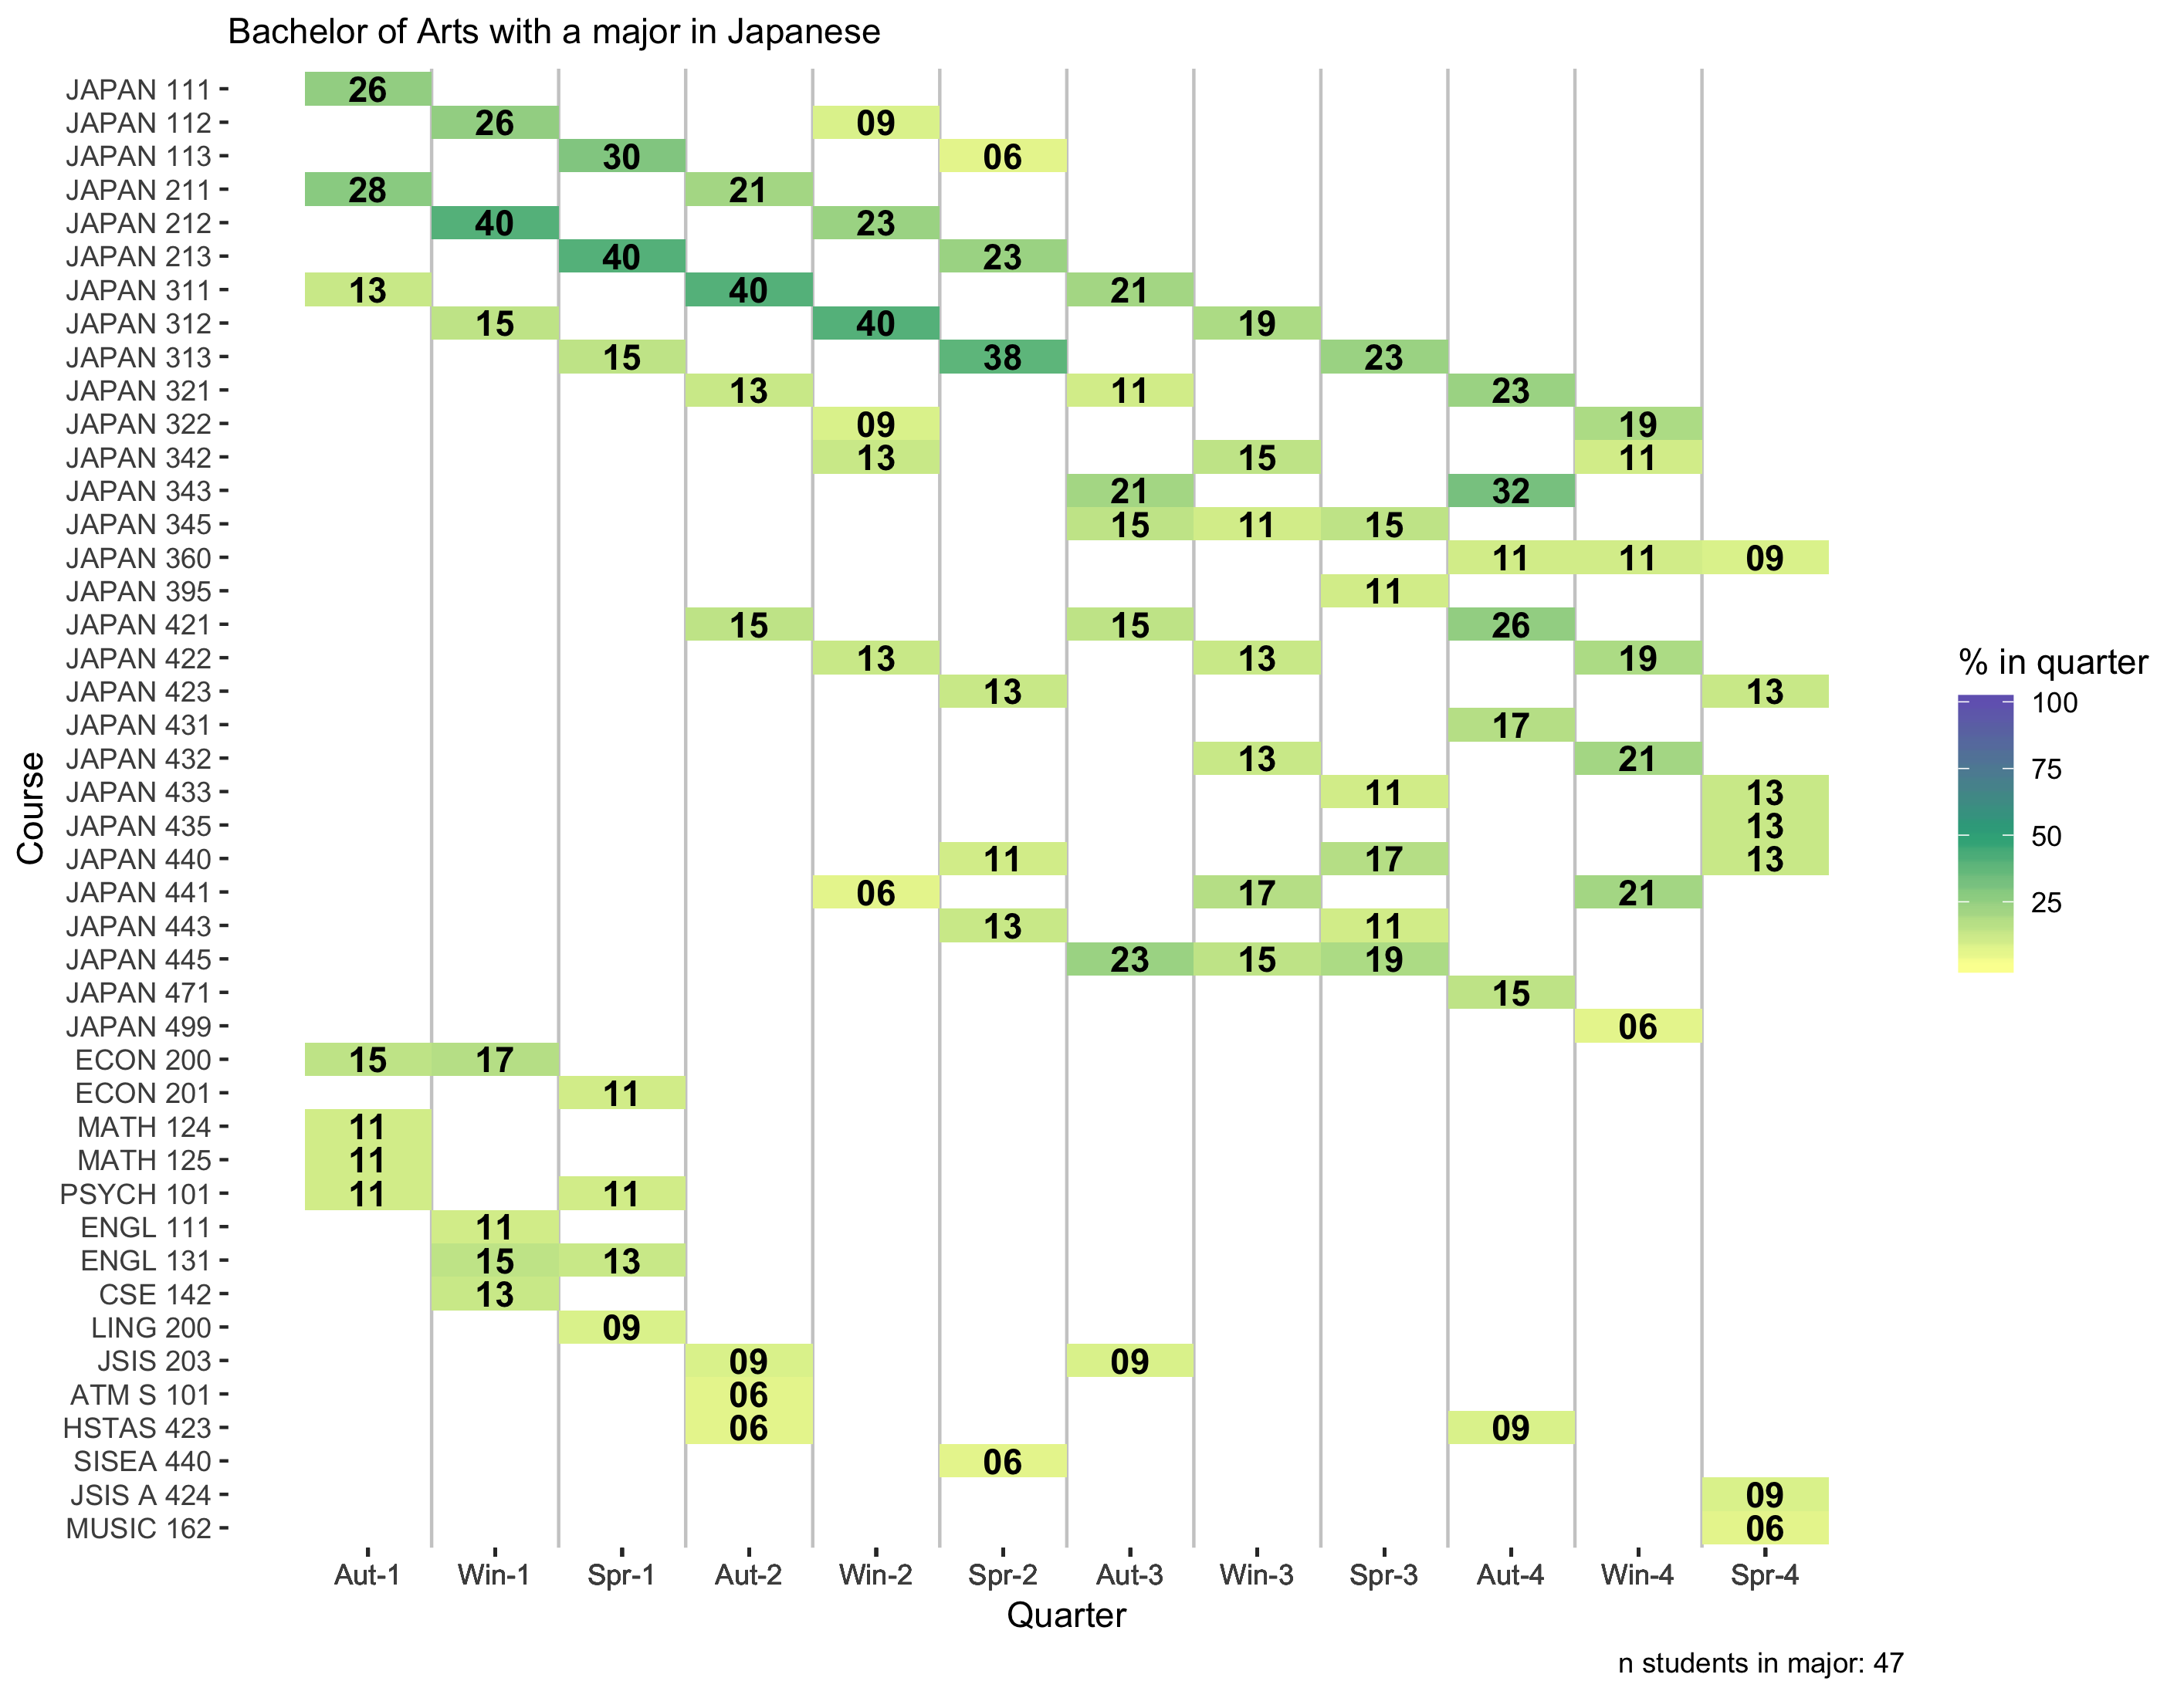 Bachelor of Arts with a major in Japanese
JAPAN 111 26
JAPAN 112 26 09
JAPAN 113 30 06
JAPAN 211 28 21
JAPAN 212 40 23
JAPAN 213 40 23
JAPAN 311 13 40 21
JAPAN 312 15 40 19
JAPAN 313 15 38 23
JAPAN 321 13 11 23
JAPAN 322 09 19
JAPAN 342 13 15 11
JAPAN 343 21 32
JAPAN 345 15 11 15
JAPAN 360 11 11 09
JAPAN 395 11
JAPAN 421 15 15 26
JAPAN 422 13 13 19
JAPAN 423 13 13
JAPAN 431 17
JAPAN 432 13 21
JAPAN 433 11 13
JAPAN 435 13
JAPAN 440 11 17 13
JAPAN 441 06 17 21
JAPAN 443 13 11
JAPAN 445 23 15 19
JAPAN 471 15
JAPAN 499 06
ECON 200 15 17
ECON 201 11
MATH 124 11
MATH 125 11
PSYCH 101 11 11
ENGL 111 11
ENGL 131 15 13
CSE 142 13
LING 200 09
JSIS 203 09 09
ATM S 101 06
HSTAS 423 06 09
SISEA 440 06
JSIS A 424 09
MUSIC 162 06
Course
Aut-1 Win-1 Spr-1 Aut-2 Win-2 Spr-2 Aut-3 Win-3 Spr-3 Aut-4 Win-4 Spr-4
Quarter
% in quarter
100
75
50
25
n students in major: 47